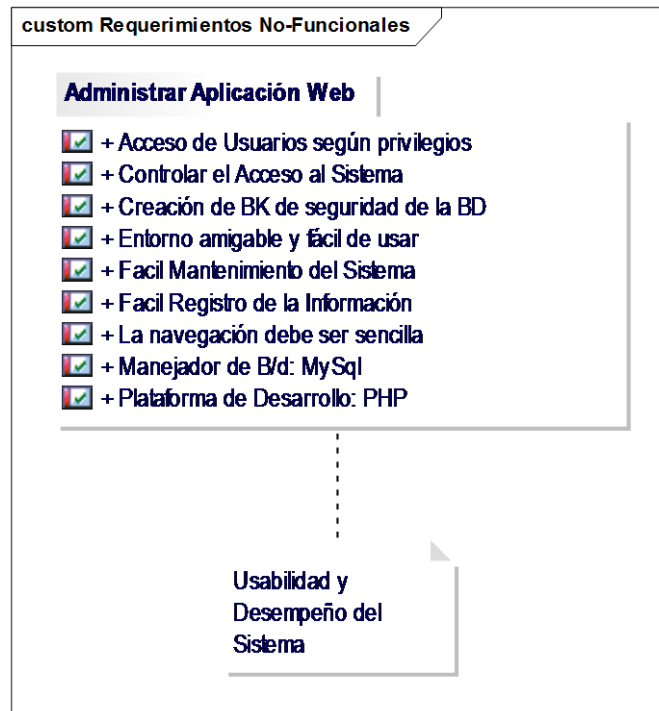 custom Requerimientos No-Funcionales
Administrar Aplicación Web
+ Acceso de Usuarios según privilegios
+ Controlar el Acceso al Sistema
+ Creación de BK de seguridad de la BD
+ Entorno amigable y fácil de usar
+ Facil Mantenimiento del Sistema
+ Facil Registro de la Información
+ La navegación debe ser sencilla
+ Manejador de B/d: MySql
+ Plataforma de Desarrollo: PHP
Usabilidad y
Desempeño del
Sistema